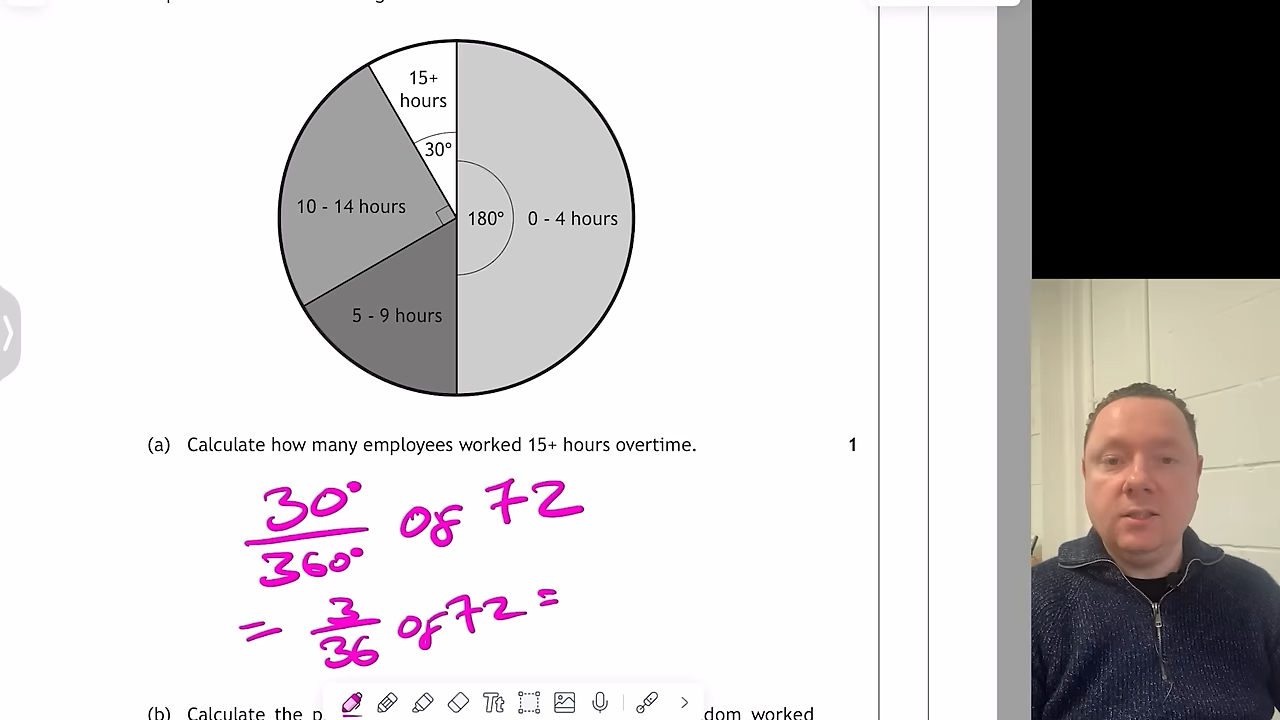 15+
hours
30°
10 - 14 hours
180°
0 - 4 hours
5 - 9 hours
(a) Calculate how many employees worked 15+ hours overtime. 1
30°
360°
of 72
= 3
36
of 72 =
Tt
(b) Calculate the p
dom worked